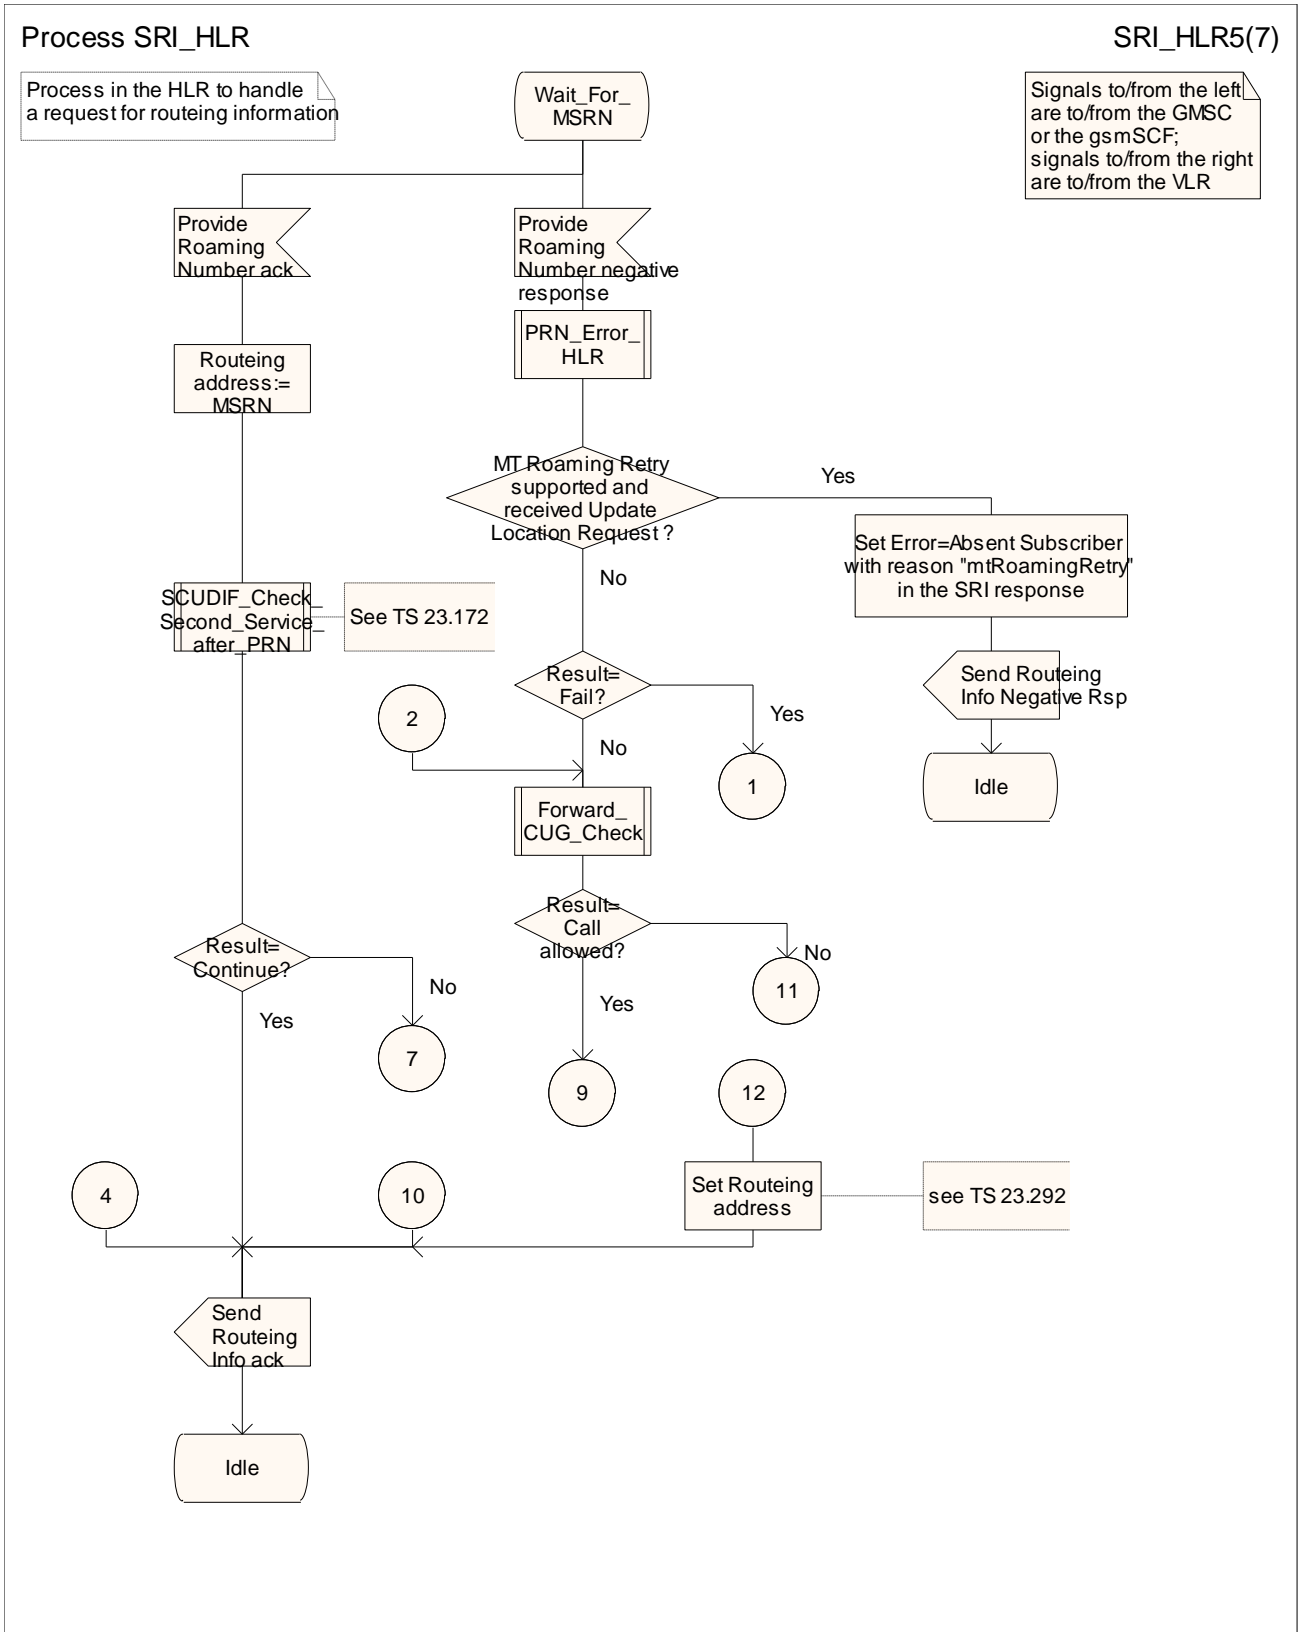 Process SRI_HLR
SRI_HLR5(7)
Process in the HLR to handle
a request for routeing information
Wait_For_
MSRN
Signals to/from the left
are to/from the GMSC
or the gsmSCF;
signals to/from the right
are to/from the VLR
Provide
Roaming
Number ack
Provide
Roaming
Number negative
response
PRN_Error_
HLR
Routeing
address:=
MSRN
MT Roaming Retry
supported and
received Update
Location Request ?
Yes
Set Error=Absent Subscriber
with reason "mtRoamingRetry"
in the SRI response
No
SCUDIF_Check_
Second_Service_
after_PRN
See TS 23.172
Result=
Fail?
Yes
Send Routeing
Info Negative Rsp
2
No
1
Idle
Forward_
CUG_Check
Result=
Call
allowed?
No
11
Result=
Continue?
No
Yes
Yes
7
9
12
4
10
Set Routeing
address
see TS 23.292
Send
Routeing
Info ack
Idle